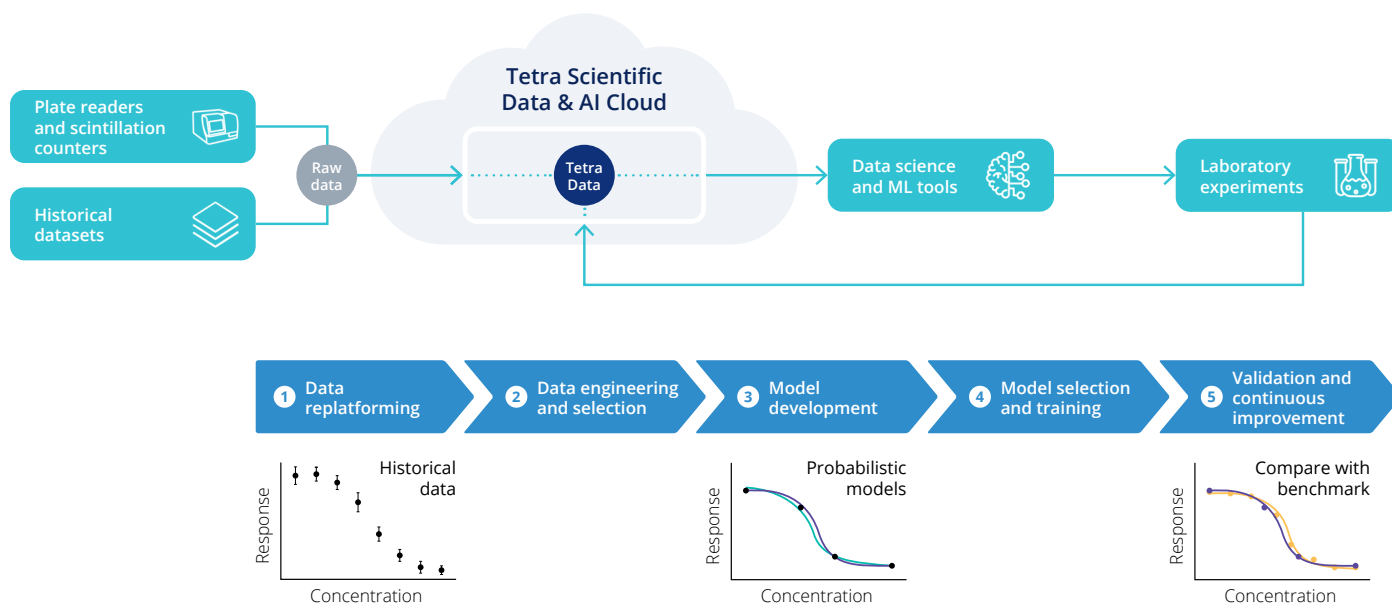 Tetra Scientific
Data & AI Cloud
Plate readers
and scintillation
counters
Historical
datasets
Raw
data
Tetra
Data
Data science
and ML tools
Laboratory
experiments
1 Data
replatforming
2 Data engineering
and selection
3 Model
development
4 Model selection
and training
5 Validation and
continuous
improvement
Historical
data
Response
Concentration
Probabilistic
models
Response
Concentration
Compare with
benchmark
Response
Concentration